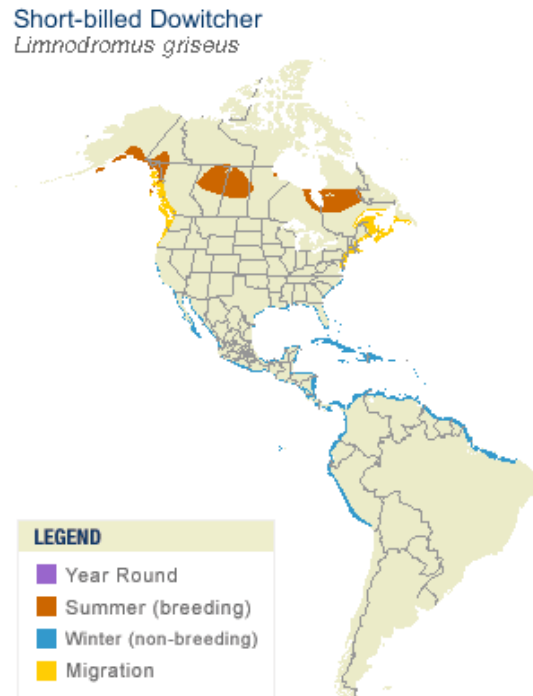 Short-billed Dowitcher
Limnodromus griseus
LEGEND
Year Round
Summer (breeding)
Winter (non-breeding)
Migration